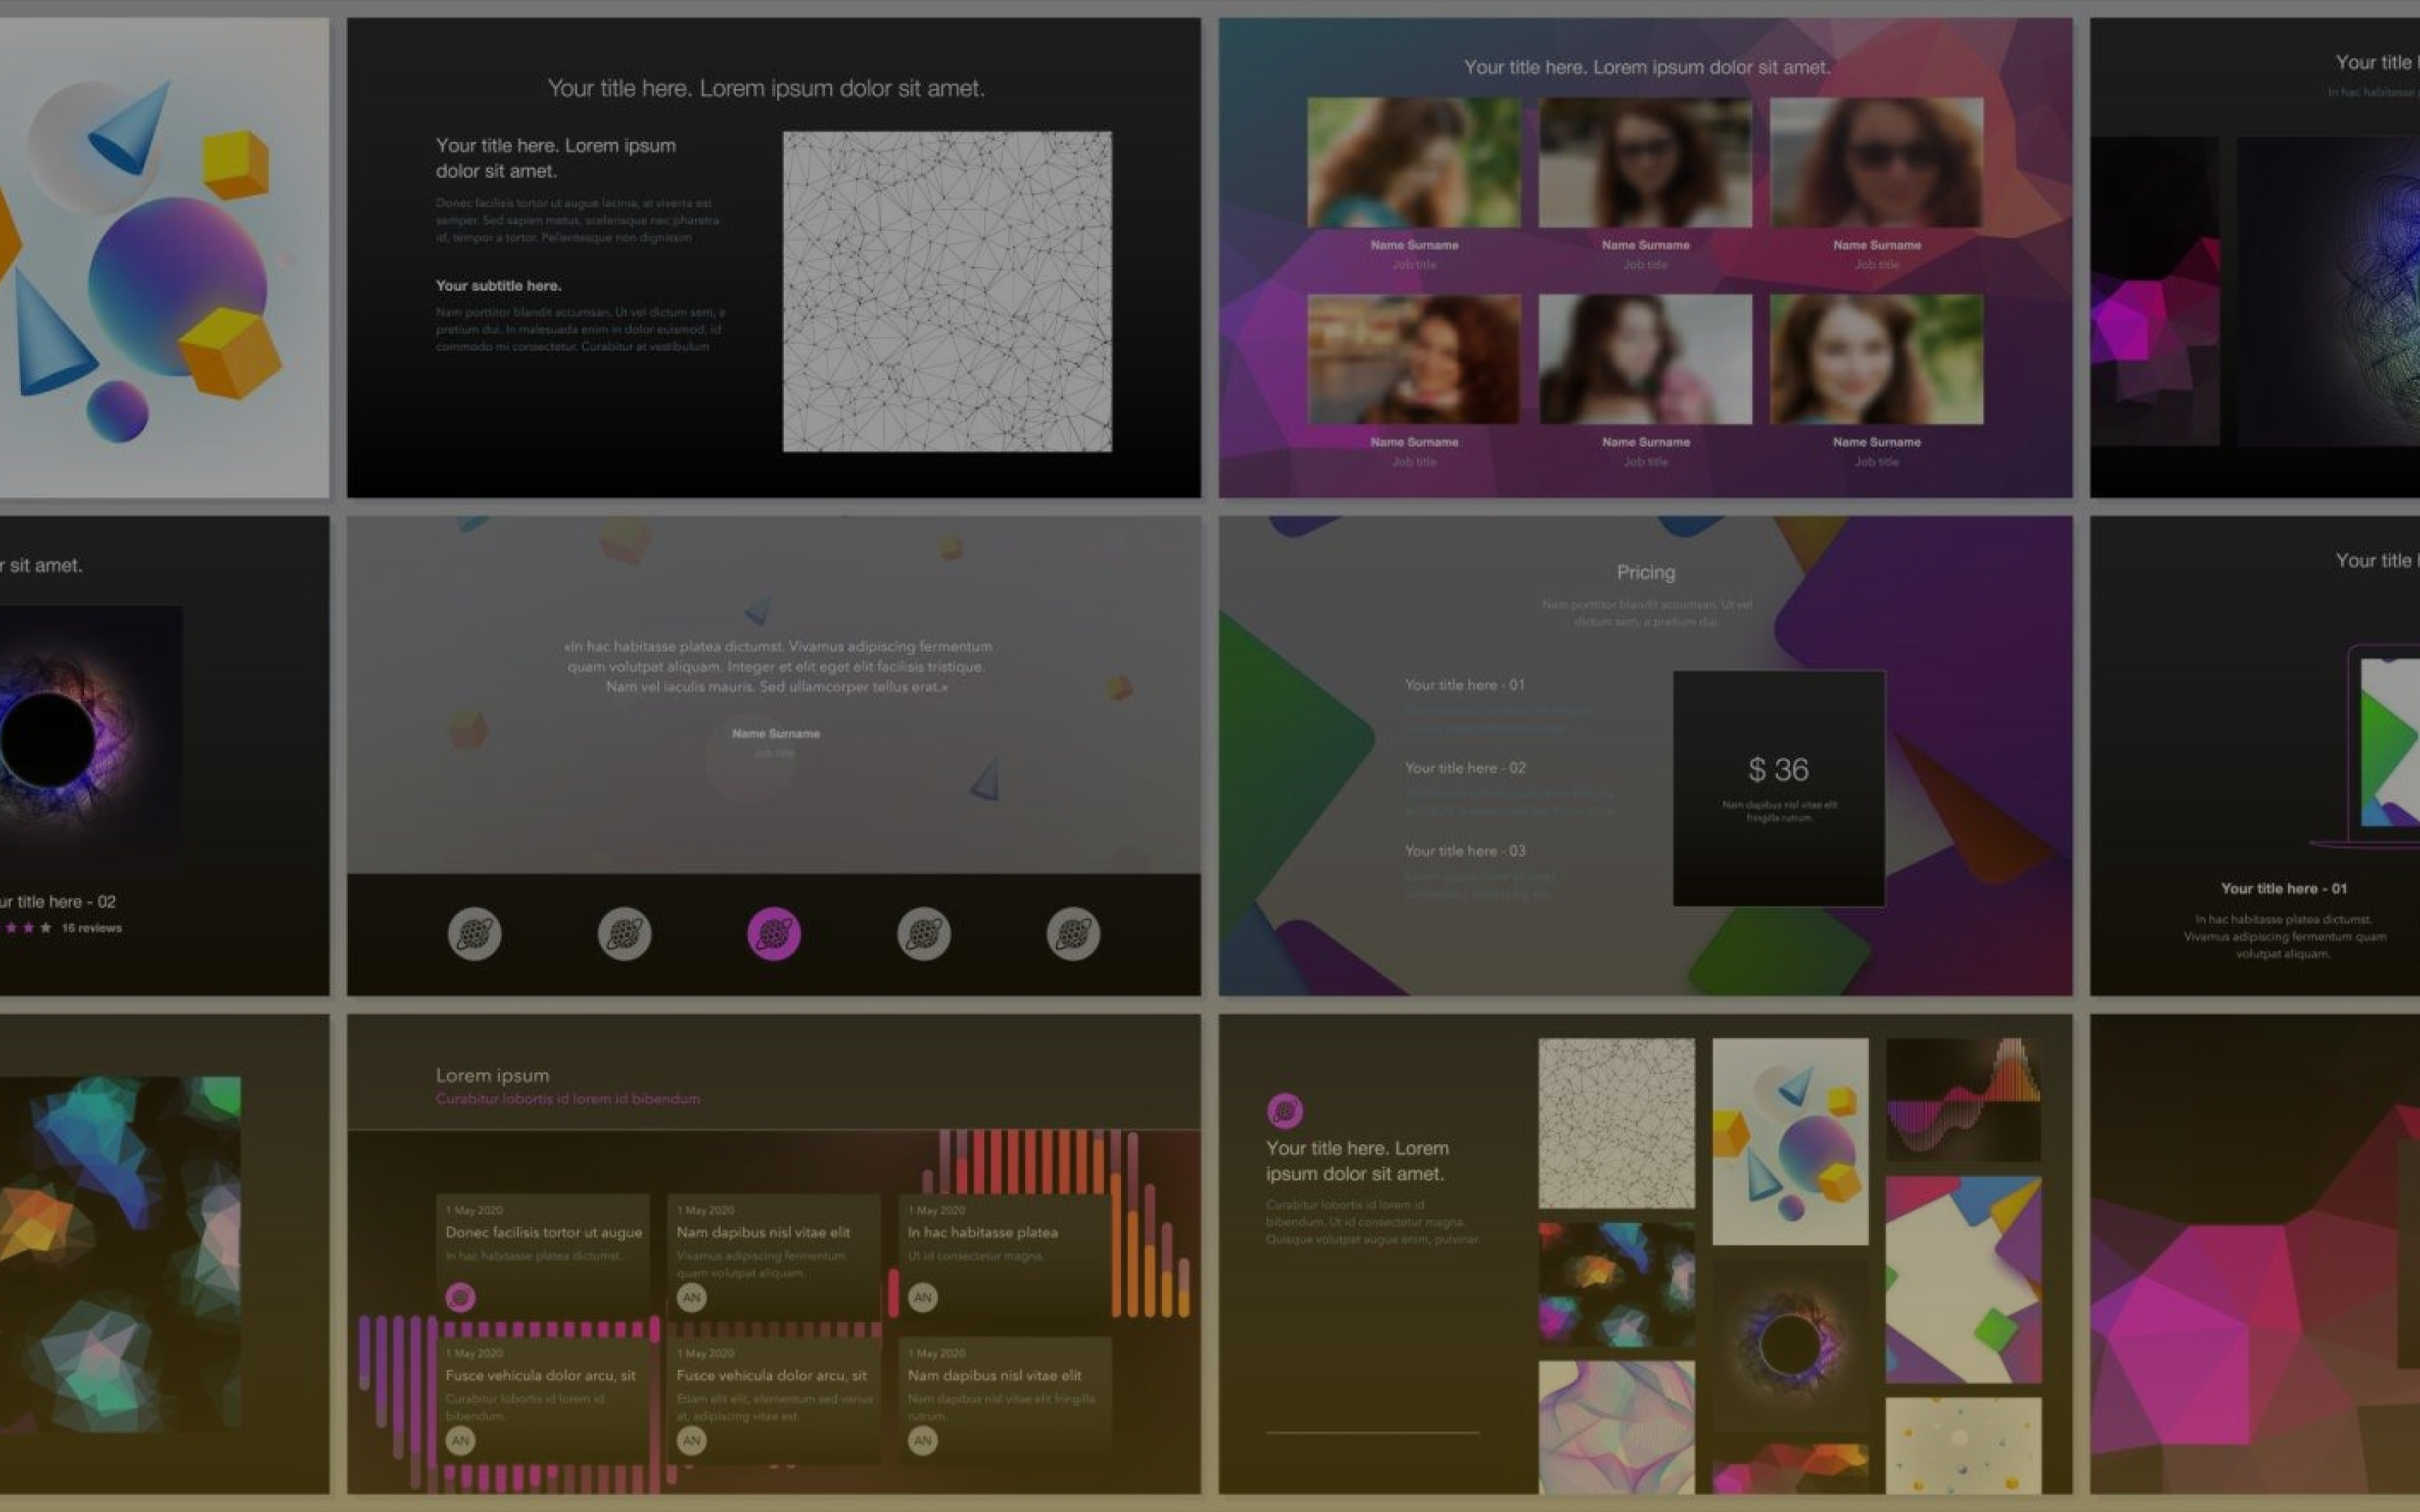 Your title here. Lorem ipsum dolor sit amet.
Your title here. Lorem ipsum
dolor sit amet.
Donec facilisis tortor ut augue lacinia, at viverra est
semper. Sed sapien metus, scelerisque nec pharetra
id, tempor a tortor. Pellentesque non dignissim
Your subtitle here.
Nam porttitor blandit accumsan. Ut vel dictum sem, a
pretium dui. In malesuada enim in dolor euismod, id
commodo mi consectetur. Curabitur at vestibulum
Your title here. Lorem ipsum dolor sit amet.
Name Surname
Job title
Name Surname
Job title
Name Surname
Job title
Name Surname
Job title
Name Surname
Job title
Name Surname
Job title
Your title
In hac habitasse
r sit amet.
ur title here - 02
16 reviews
«In hac habitasse platea dictumst. Vivamus adipiscing fermentum
quam volutpat aliquam. Integer et elit eget elit facilisis tristique.
Nam vel iaculis mauris. Sed ullamcorper tellus erat.»
Name Surname
Job title
Pricing
Nam porttitor blandit accumsan. Ut vel
dictum sem, a pretium dui.
Your title here - 01
Your title here - 02
Your title here - 03
$ 36
Nam dapibus nisl vitae elit
fringilla rutrum.
Your title
Your title here - 01
In hac habitasse platea dictumst.
Vivamus adipiscing fermentum quam
volutpat aliquam.
Lorem ipsum
Curabitur lobortis id lorem id bibendum
1 May 2020
Donec facilisis tortor ut augue
In hac habitasse platea dictumst.
1 May 2020
Nam dapibus nisl vitae elit
Vivamus adipiscing fermentum
quam volutpat aliquam.
AN
1 May 2020
In hac habitasse platea
Ut id consectetur magna.
AN
1 May 2020
Fusce vehicula dolor arcu, sit
Curabitur lobortis id lorem id
bibendum.
AN
1 May 2020
Fusce vehicula dolor arcu, sit
Etiam elit elit, elementum sed varius
at, adipiscing vitae est.
AN
1 May 2020
Nam dapibus nisl vitae elit
Nam dapibus nisl vitae elit fringilla
rutrum.
AN
Your title here. Lorem
ipsum dolor sit amet.
Curabitur lobortis id lorem id
bibendum. Ut id consectetur magna.
Quisque volutpat augue enim, pulvinar